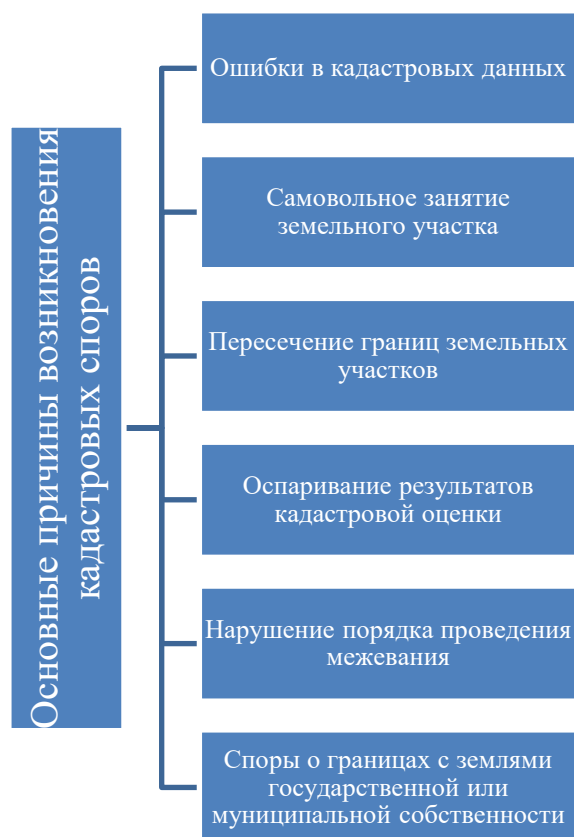 Основные причины возникновения
кадастровых споров
Ошибки в кадастровых данных
Самовольное занятие
земельного участка
Пересечение границ земельных
участков
Оспаривание результатов
кадастровой оценки
Нарушение порядка проведения
межевания
Споры о границах с землями
государственной или
муниципальной собственности